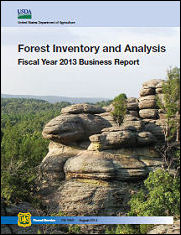 USDA
United States Department of Agriculture
Forest Inventory and Analysis
Fiscal Year 2013 Business Report
Forest Service
August 2014